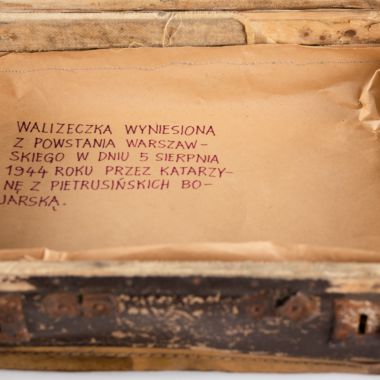 WALIZECZKA WYNIESIONA
Z POWSTANIA WARSZAW-
SKIEGO W DNIU 5 SIERPNIA
1944 ROKU PRZEZ KATARZY-
NĘ Z PIETRUSIŃSKICH BO-
JARSKĄ.